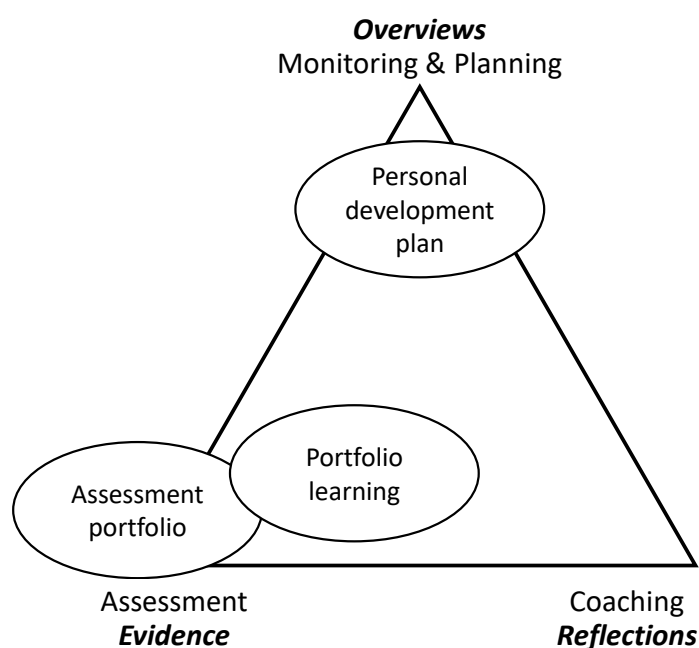 Overviews
Monitoring & Planning
Personal
development
plan
Portfolio
learning
Assessment
portfolio
Assessment
Evidence
Coaching
Reflections